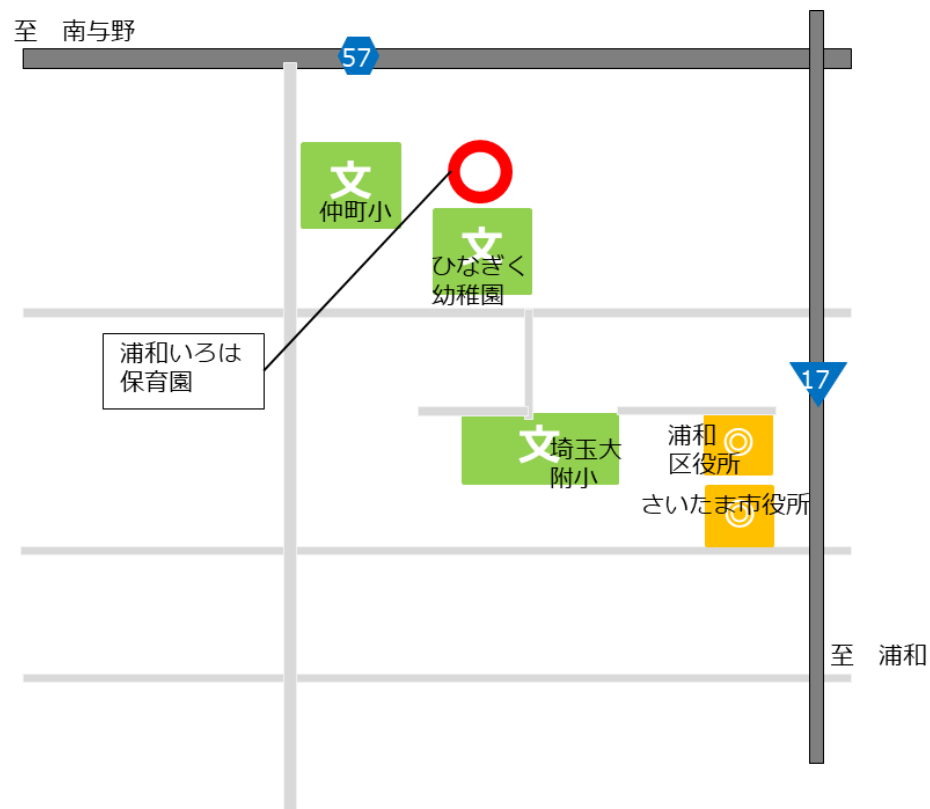 至　南与野
57
文
仲町小
文
ひなぎく
幼稚園
浦和いろは
保育園
17
文
埼玉大
附小
浦和
区役所
さいたま市役所
至　浦和